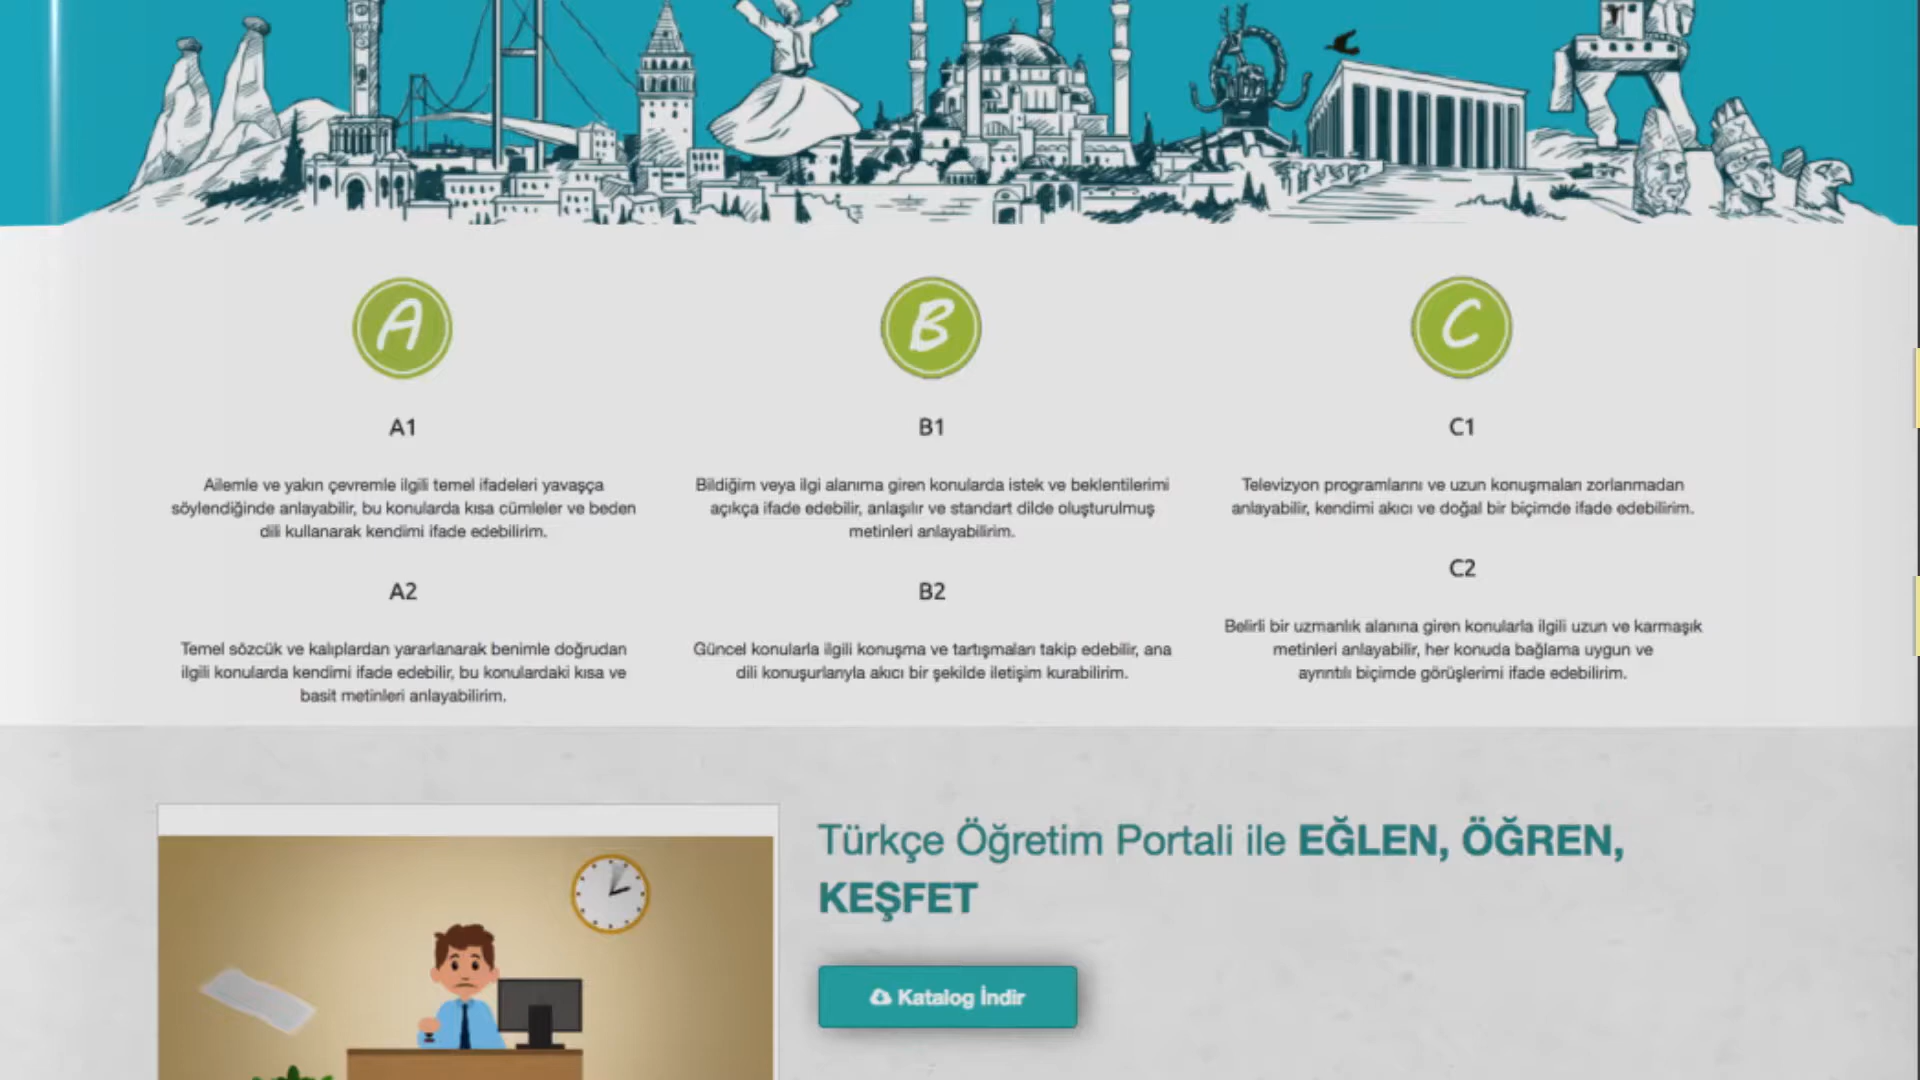 A
A1
Ailemle ve yakın çevremle ilgili temel ifadeleri yavaşça
söylendiğinde anlayabilir, bu konularda kısa cümleler ve beden
dili kullanarak kendimi ifade edebilirim.
A2
Temel sözcük ve kalıplardan yararlanarak benimle doğrudan
ilgili konularda kendimi ifade edebilir, bu konulardaki kısa ve
basit metinleri anlayabilirim.
B
B1
Bildiğim veya ilgi alanıma giren konularda istek ve beklentilerimi
açıkça ifade edebilir, anlaşılır ve standart dilde oluşturulmuş
metinleri anlayabilirim.
B2
Güncel konularla ilgili konuşma ve tartışmaları takip edebilir, ana
dili konuşurlarıyla akıcı bir şekilde iletişim kurabilirim.
C
C1
Televizyon programlarını ve uzun konuşmaları zorlanmadan
anlayabilir, kendimi akıcı ve doğal bir biçimde ifade edebilirim.
C2
Belirli bir uzmanlık alanına giren konularla ilgili uzun ve karmaşık
metinleri anlayabilir, her konuda bağlama uygun ve
ayrıntılı biçimde görüşlerimi ifade edebilirim.
Türkçe Öğretim Portali ile EĞLEN, ÖĞREN,
KEŞFET
Katalog İndir